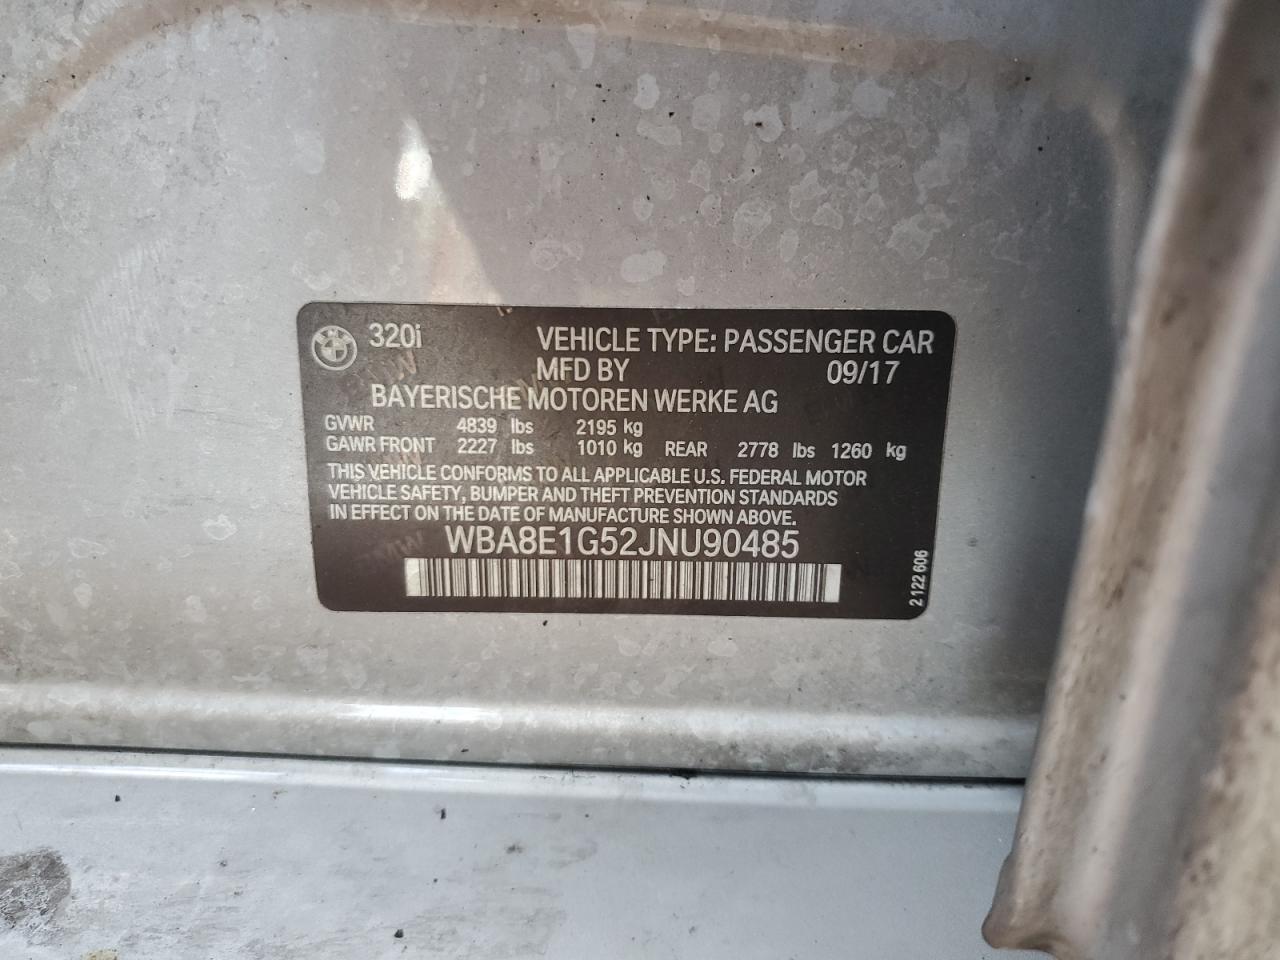 320i VEHICLE TYPE: PASSENGER CAR
MFD BY 09/17
BAYERISCHE MOTOREN WERKE AG
GVWR 4839 lbs 2195 kg
GAWR FRONT 2227 lbs 1010 kg REAR 2778 lbs 1260 kg
THIS VEHICLE CONFORMS TO ALL APPLICABLE U.S. FEDERAL MOTOR
VEHICLE SAFETY, BUMPER AND THEFT PREVENTION STANDARDS
IN EFFECT ON THE DATE OF MANUFACTURE SHOWN ABOVE.
WBA8E1G52JNU90485
2 122 606